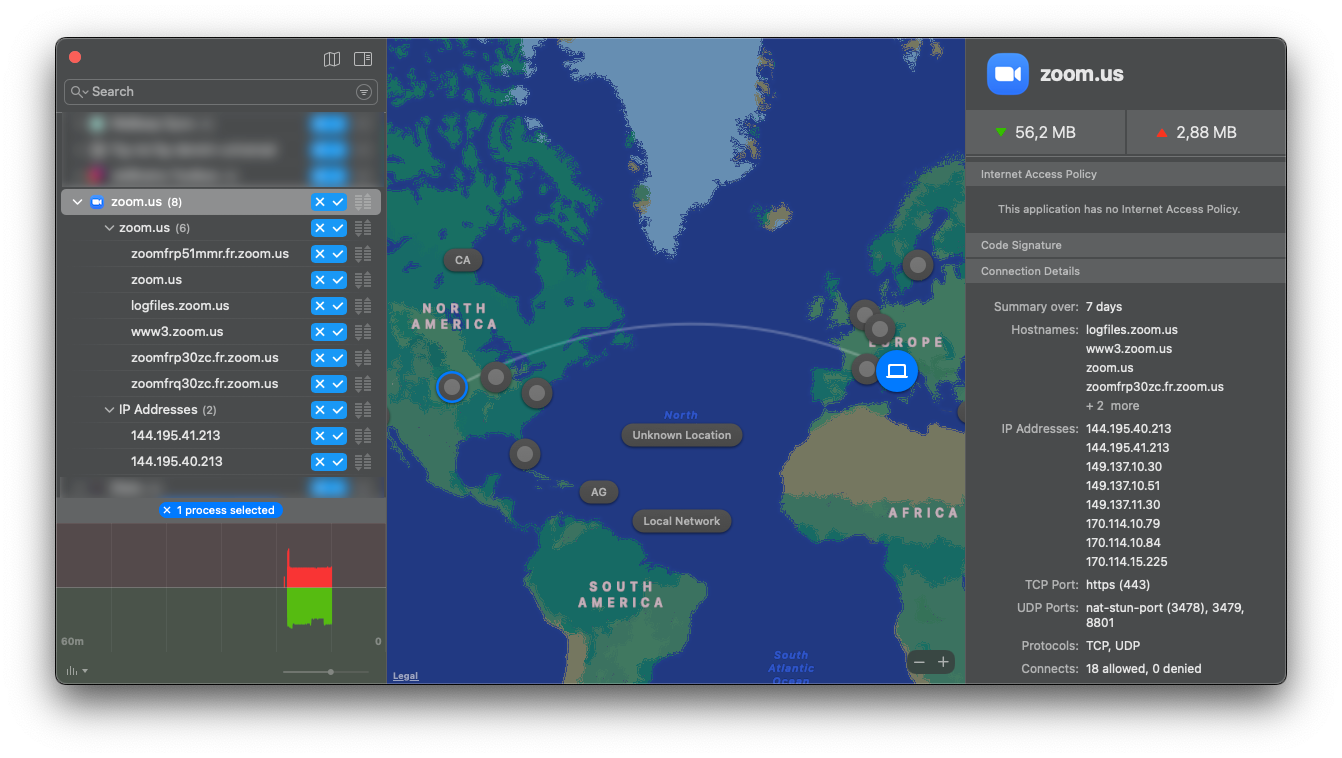 Search
zoom.us (8)
zoom.us (6)
zoomfrp51mmr.fr.zoom.us
zoom.us
logfiles.zoom.us
www3.zoom.us
zoomfrp30zc.fr.zoom.us
zoomfrq30zc.fr.zoom.us
IP Addresses (2)
144.195.41.213
144.195.40.213
1 process selected
60m
0
CA
NORTH
AMERICA
EUROPE
North
Unknown Location
AG
Local Network
AFRICA
SOUTH
AMERICA
South
Atlantic
Ocean
Legal
zoom.us
56,2 MB
2,88 MB
Internet Access Policy
This application has no Internet Access Policy.
Code Signature
Connection Details
Summary over: 7 days
Hostnames: logfiles.zoom.us
www3.zoom.us
zoom.us
zoomfrp30zc.fr.zoom.us
+ 2 more
IP Addresses: 144.195.40.213
144.195.41.213
149.137.10.30
149.137.10.51
149.137.11.30
170.114.10.79
170.114.10.84
170.114.15.225
TCP Port: https (443)
UDP Ports: nat-stun-port (3478), 3479,
8801
Protocols: TCP, UDP
Connects: 18 allowed, 0 denied